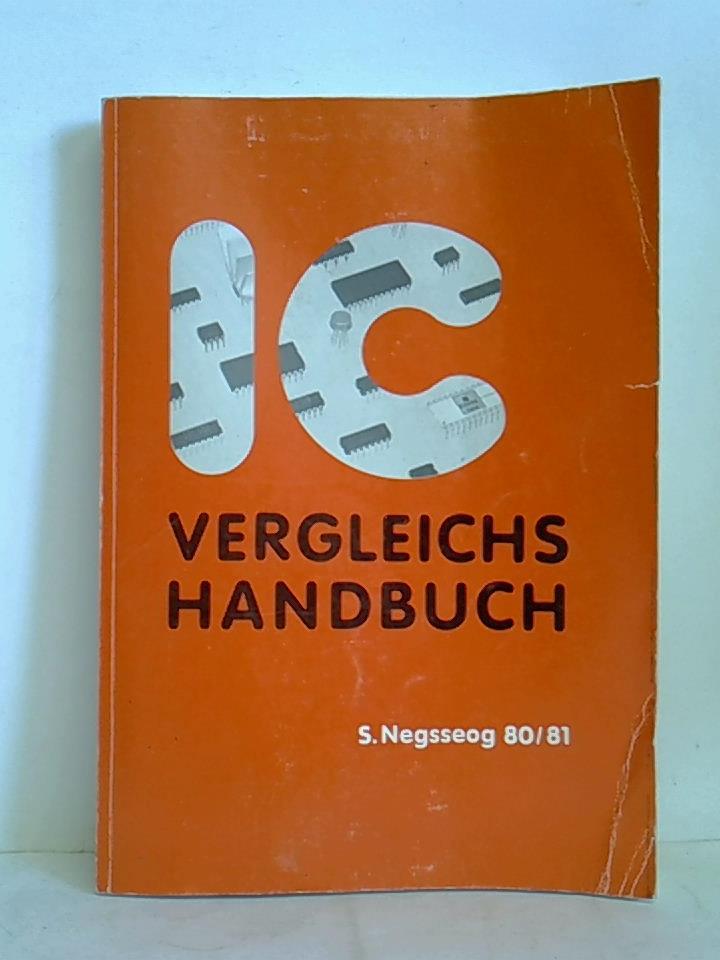 IC
VERGLEICHS
HANDBUCH
S. Negsseog 80/81